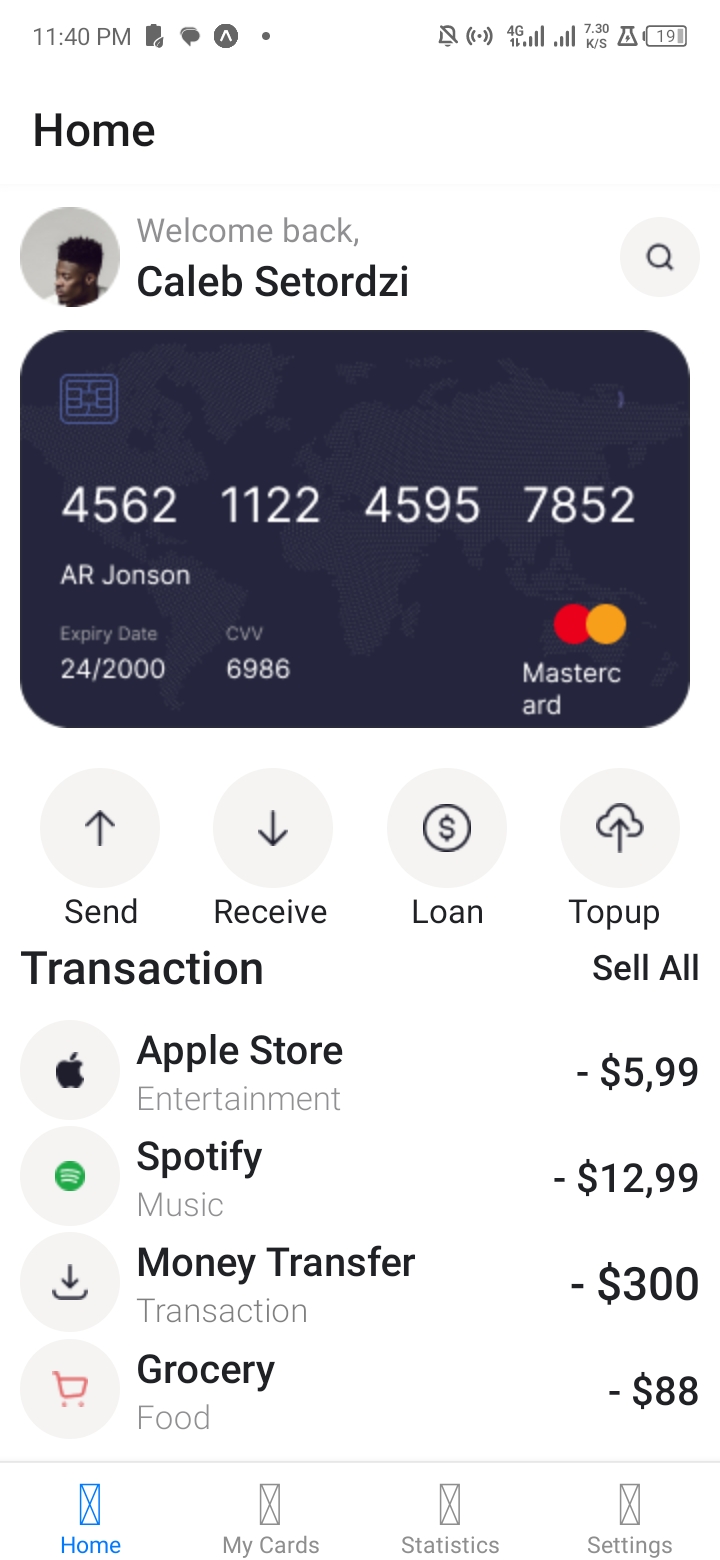 11:40 PM 4G 7.30 K/S 19
Home
Welcome back,
Caleb Setordzi
4562 1122 4595 7852
AR Jonson
Expiry Date CVV
24/2000 6986
Masterc
ard
Send Receive Loan Topup
Transaction Sell All
Apple Store
Entertainment
- $5,99
Spotify
Music
- $12,99
Money Transfer
Transaction
- $300
Grocery
Food
- $88
Home My Cards Statistics Settings